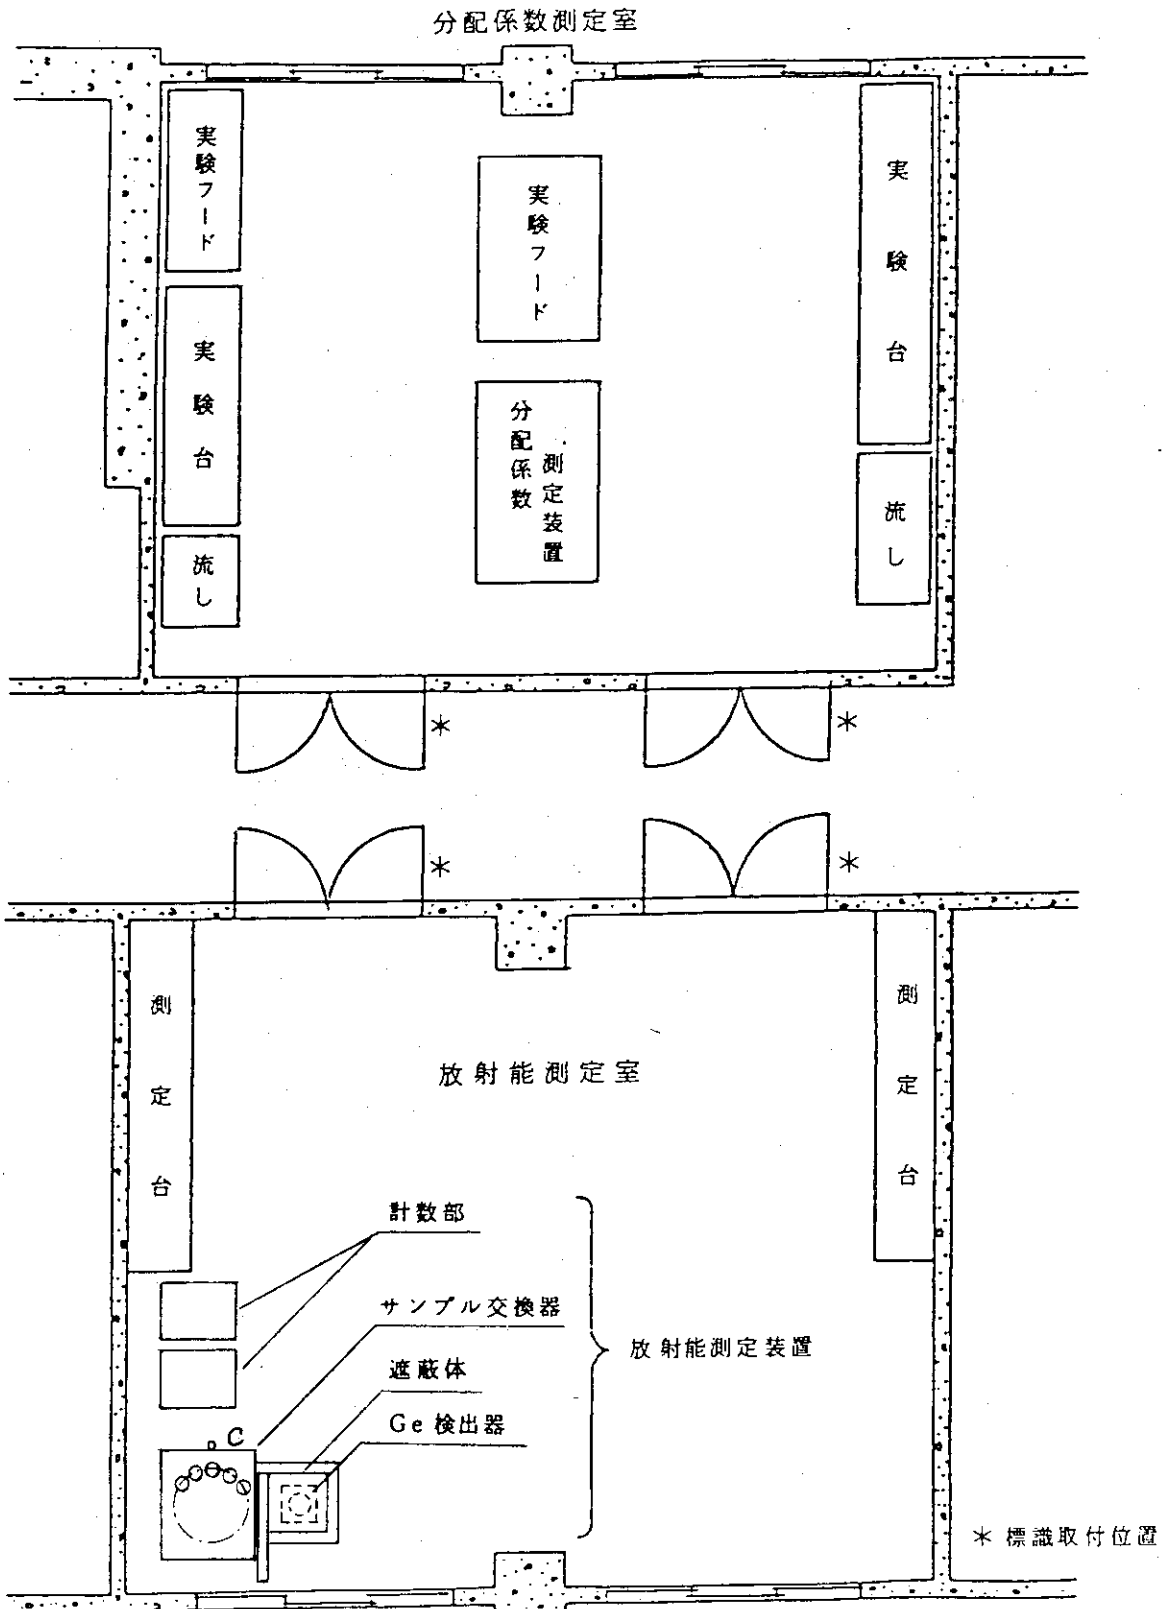 分配係数測定室
実験フード
実験フード
実験台
実験台
分配係数
測定装置
流し
流し
*
*
*
*
測定台
測定台
放射能測定室
計数部
サンプル交換器
放射能測定装置
遮蔽体
Ge検出器
C
* 標識取付位置